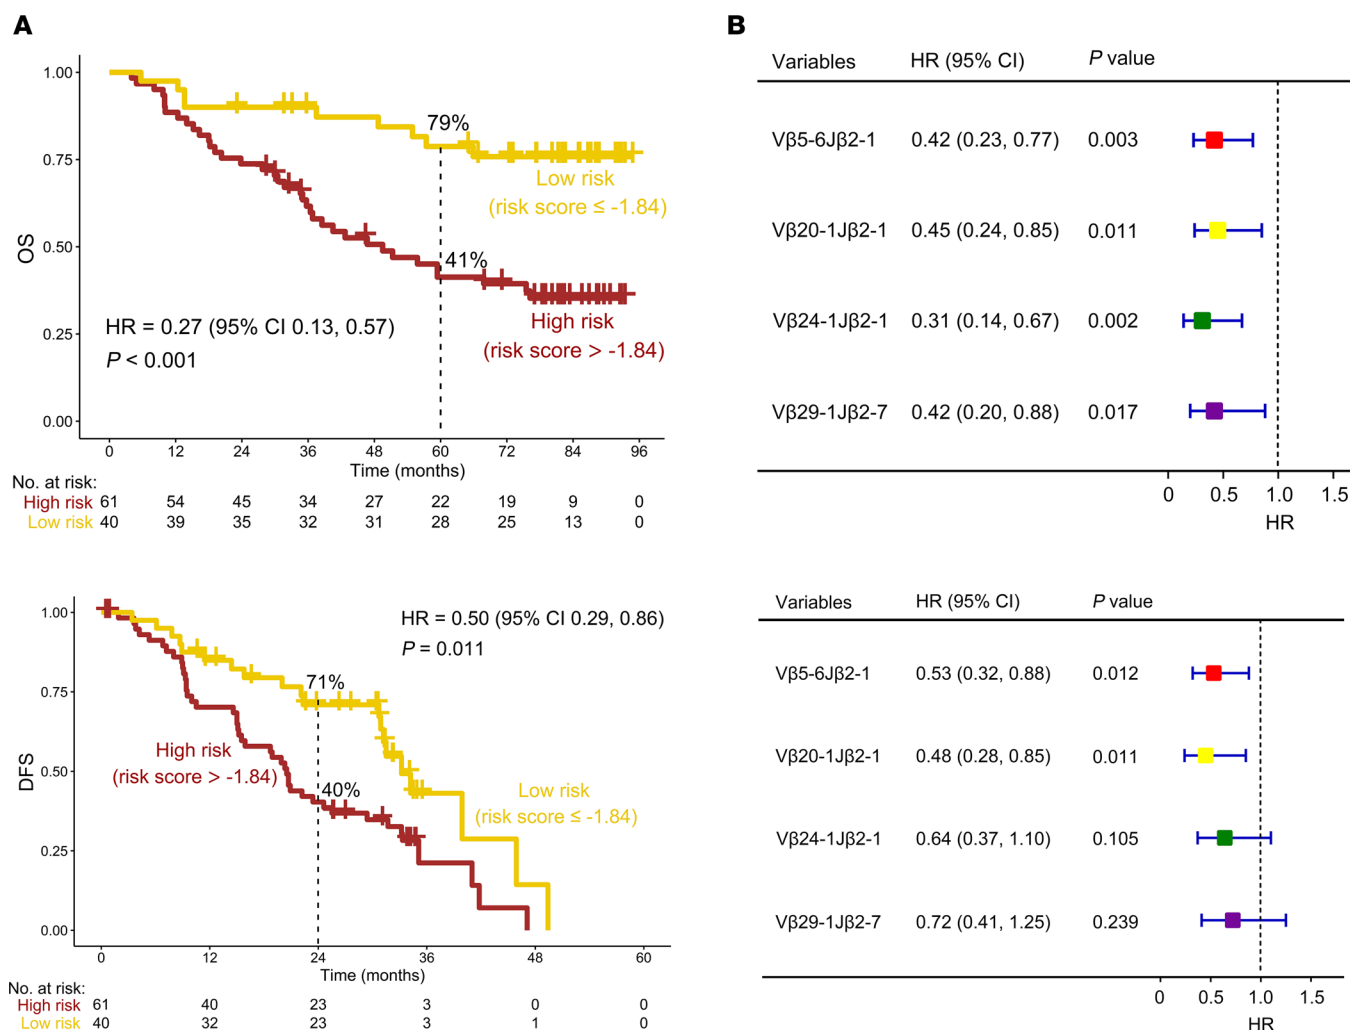 A
1.00
0.75
0.50
0.25
0.00
OS
79%
Low risk
(risk score ≤ -1.84)
41%
High risk
(risk score > -1.84)
HR = 0.27 (95% CI 0.13, 0.57)
P < 0.001
0 12 24 36 48 60 72 84 96
Time (months)
No. at risk:
High risk 61 54 45 34 27 22 19 9 0
Low risk 40 39 35 32 31 28 25 13 0
1.00
0.75
0.50
0.25
0.00
DFS
HR = 0.50 (95% CI 0.29, 0.86)
P = 0.011
71%
High risk
(risk score > -1.84)
40%
Low risk
(risk score ≤ -1.84)
0 12 24 36 48 60
Time (months)
No. at risk:
High risk 61 40 23 3 0 0
Low risk 40 32 23 3 1 0
B
Variables HR (95% CI) P value
Vβ5-6Jβ2-1 0.42 (0.23, 0.77) 0.003
Vβ20-1Jβ2-1 0.45 (0.24, 0.85) 0.011
Vβ24-1Jβ2-1 0.31 (0.14, 0.67) 0.002
Vβ29-1Jβ2-7 0.42 (0.20, 0.88) 0.017
0 0.5 1.0 1.5
HR
Variables HR (95% CI) P value
Vβ5-6Jβ2-1 0.53 (0.32, 0.88) 0.012
Vβ20-1Jβ2-1 0.48 (0.28, 0.85) 0.011
Vβ24-1Jβ2-1 0.64 (0.37, 1.10) 0.105
Vβ29-1Jβ2-7 0.72 (0.41, 1.25) 0.239
0 0.5 1.0 1.5
HR